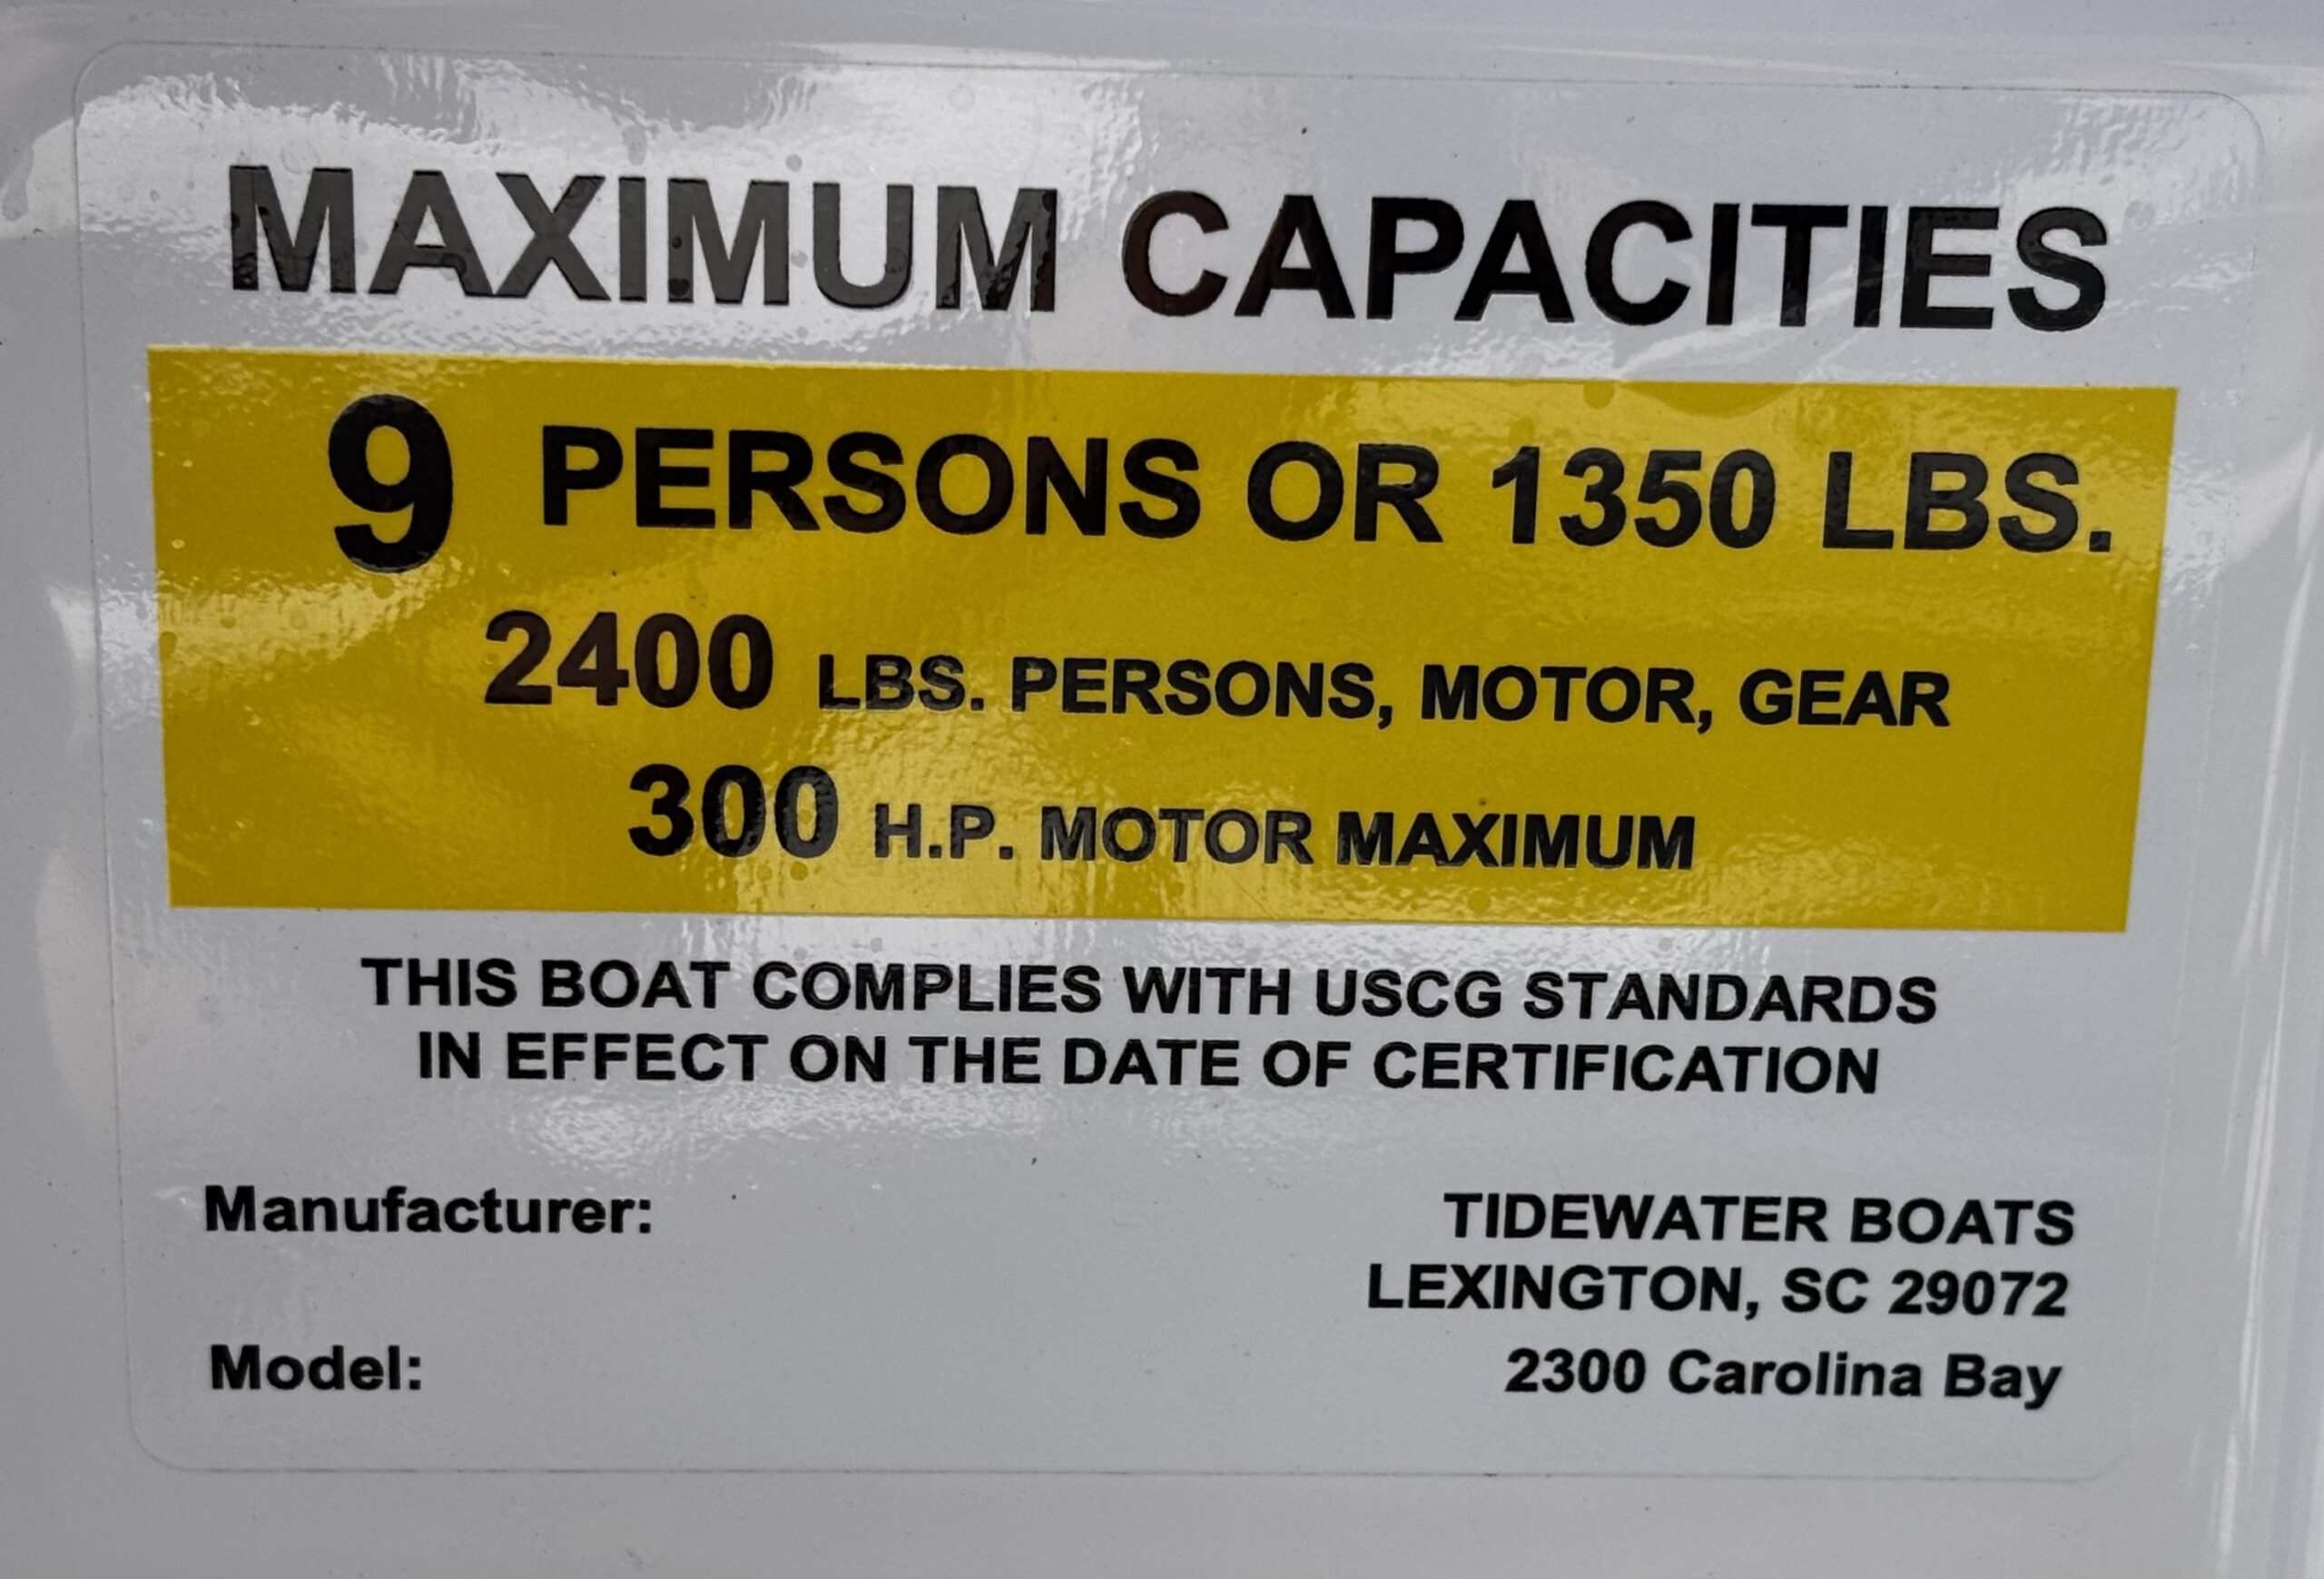 MAXIMUM CAPACITIES
9 PERSONS OR 1350 LBS.
2400 LBS. PERSONS, MOTOR, GEAR
300 H.P. MOTOR MAXIMUM
THIS BOAT COMPLIES WITH USCG STANDARDS
IN EFFECT ON THE DATE OF CERTIFICATION
Manufacturer: TIDEWATER BOATS
LEXINGTON, SC 29072
Model: 2300 Carolina Bay